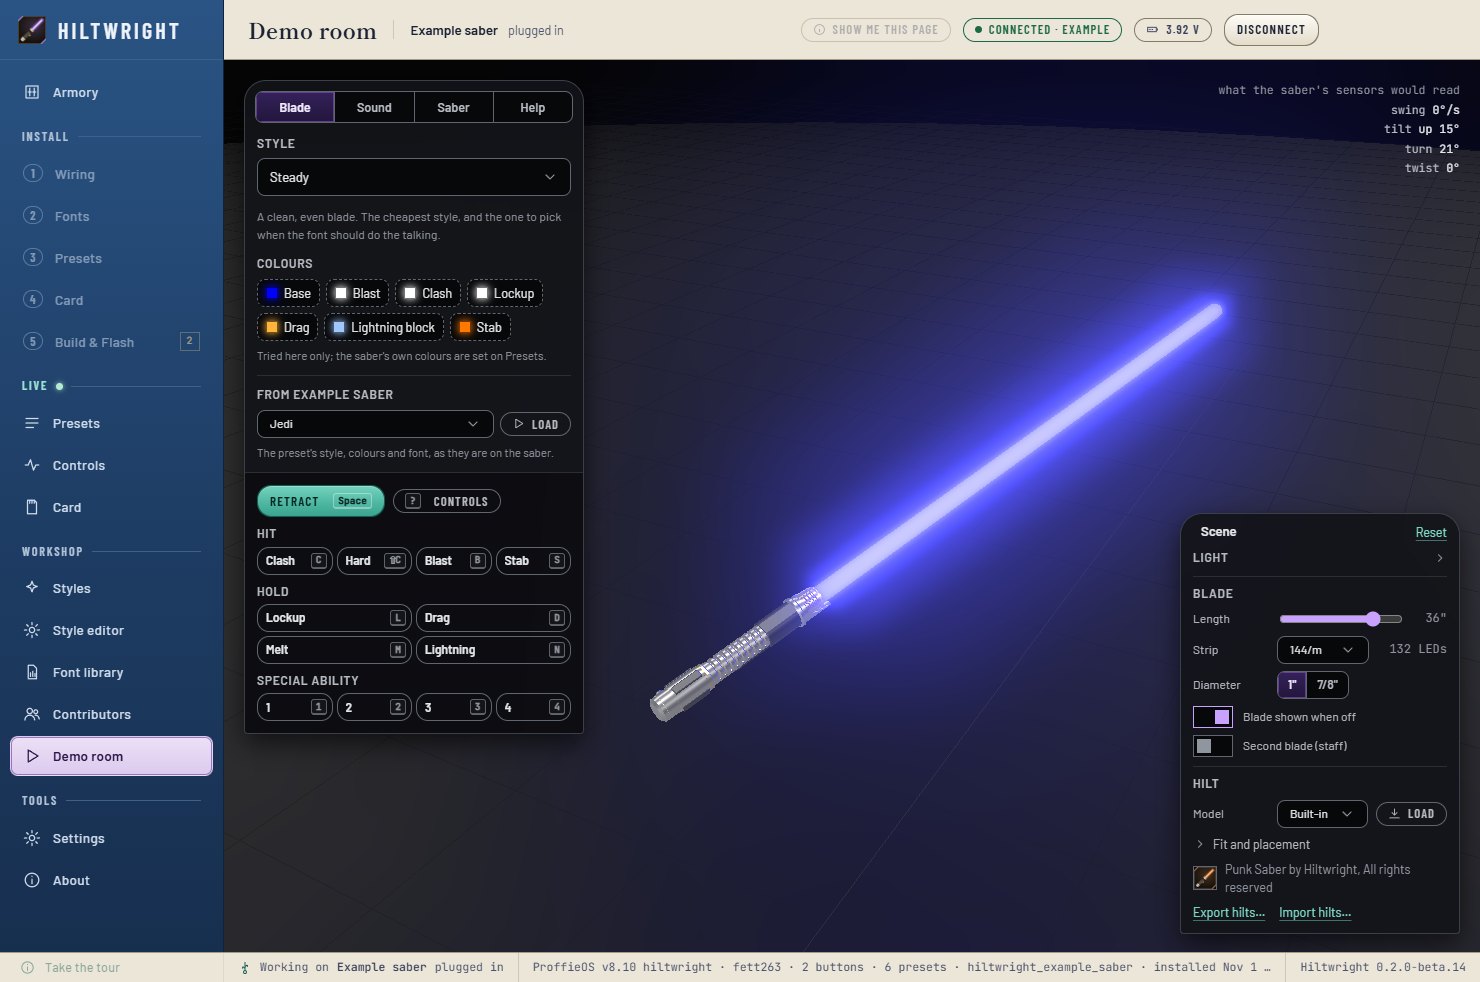 HILTWRIGHT
Demo room
Example saber plugged in
SHOW ME THIS PAGE
CONNECTED · EXAMPLE
3.92 V
DISCONNECT
Armory
INSTALL
1 Wiring
2 Fonts
3 Presets
4 Card
5 Build & Flash 2
LIVE
Presets
Controls
Card
WORKSHOP
Styles
Style editor
Font library
Contributors
Demo room
TOOLS
Settings
About
Take the tour
Blade Sound Saber Help
STYLE
Steady
A clean, even blade. The cheapest style, and the one to pick
when the font should do the talking.
COLOURS
Base Blast Clash Lockup
Drag Lightning block Stab
Tried here only; the saber's own colours are set on Presets.
FROM EXAMPLE SABER
Jedi LOAD
The preset's style, colours and font, as they are on the saber.
RETRACT Space ? CONTROLS
HIT
Clash C Hard ⇧C Blast B Stab S
HOLD
Lockup L Drag D
Melt M Lightning N
SPECIAL ABILITY
1 1 2 2 3 3 4 4
what the saber's sensors would read
swing 0°/s
tilt up 15°
turn 21°
twist 0°
Scene Reset
LIGHT
BLADE
Length 36"
Strip 144/m 132 LEDs
Diameter 1" 7/8"
Blade shown when off
Second blade (staff)
HILT
Model Built-in LOAD
Fit and placement
Punk Saber by Hiltwright, All rights
reserved
Export hilts... Import hilts...
Working on Example saber plugged in
ProffieOS v8.10 hiltwright · fett263 · 2 buttons · 6 presets · hiltwright_example_saber · installed Nov 1 …
Hiltwright 0.2.0-beta.14